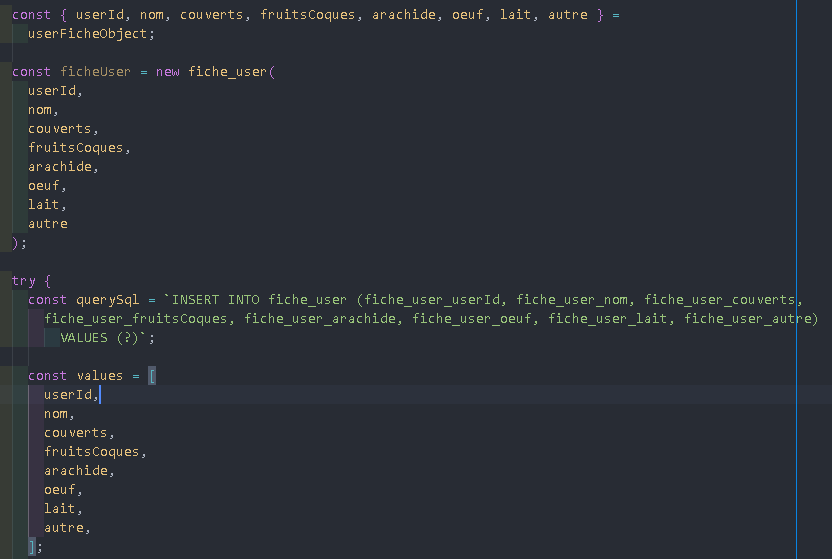 const { userId, nom, couverts, fruitsCoques, arachide, oeuf, lait, autre } =
userFicheObject;
const ficheUser = new fiche_user(
userId,
nom,
couverts,
fruitsCoques,
arachide,
oeuf,
lait,
autre
);
try {
const querySql = `INSERT INTO fiche_user (fiche_user_userId, fiche_user_nom, fiche_user_couverts,
fiche_user_fruitsCoques, fiche_user_arachide, fiche_user_oeuf, fiche_user_lait, fiche_user_autre)
VALUES (?)`;
const values = [
userId,
nom,
couverts,
fruitsCoques,
arachide,
oeuf,
lait,
autre,
];